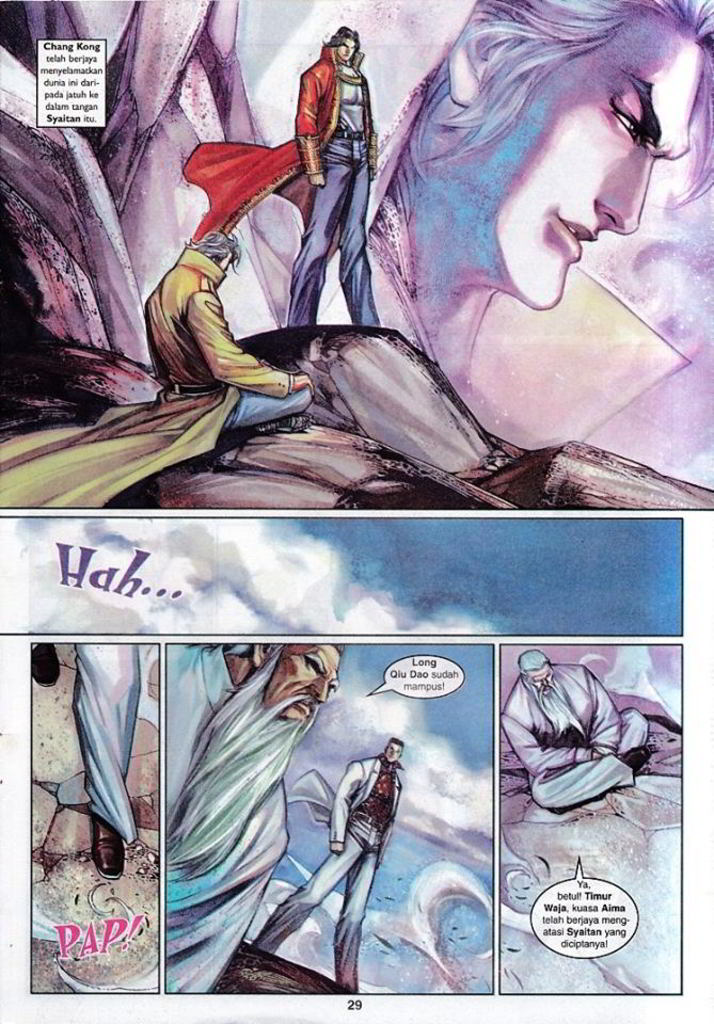 Chang Kong
telah berjaya
menyelamatkan
dunia ini dari-
pada jatuh ke
dalam tangan
Syaitan itu.
Hah...
Long
Qiu Dao sudah
mampus!
PAP!
Ya,
betul! Timur
Waja, kuasa Aima
telah berjaya meng-
atasi Syaitan yang
diciptanya!
29